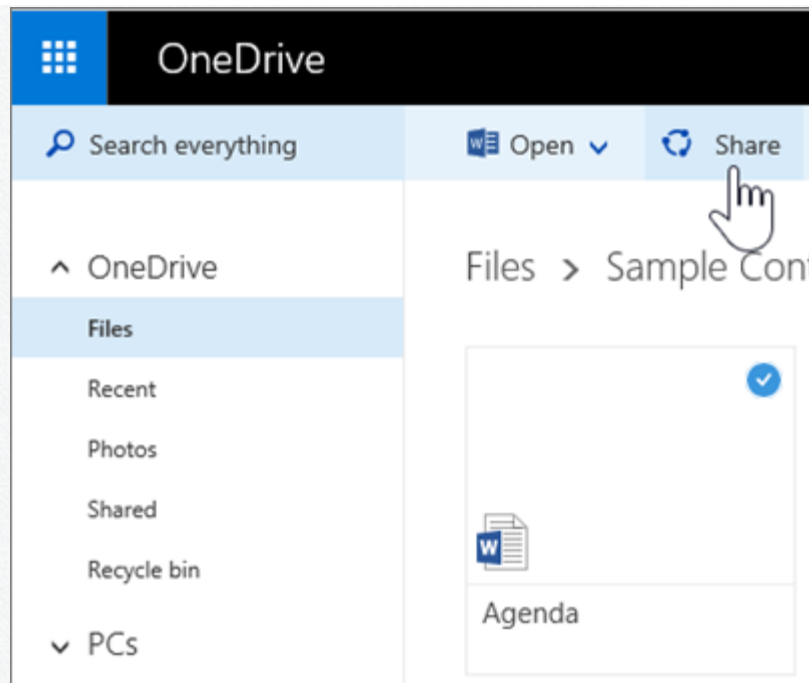 OneDrive
Search everything
Open
Share
OneDrive
Files
Recent
Photos
Shared
Recycle bin
PCs
Files > Sample
W
Agenda